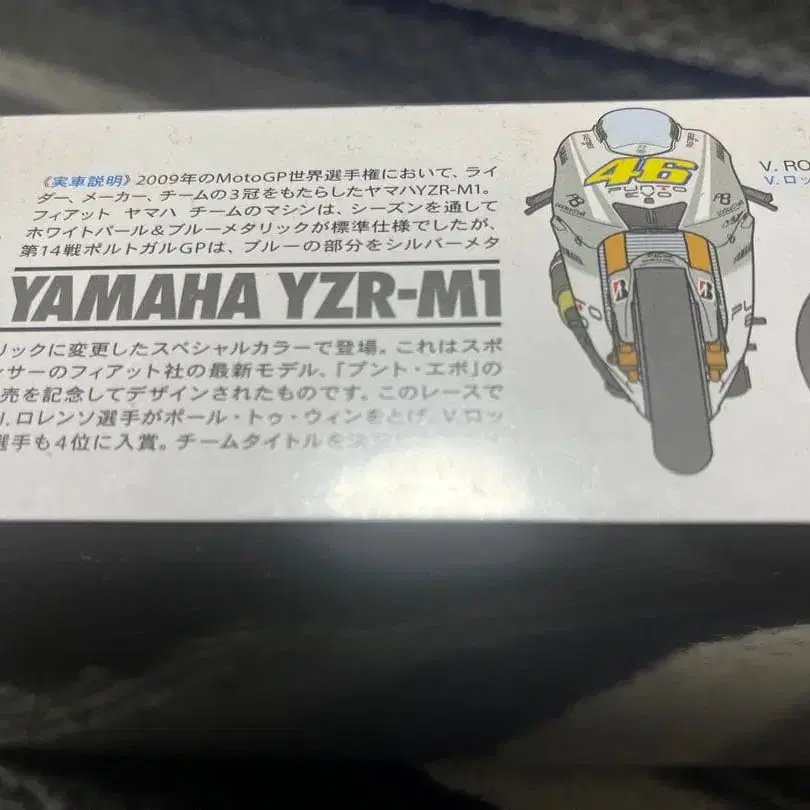 《実車説明》2009年のMotoGP世界選手権において、ライ
ダー、メーカー、チームの3冠をもたらしたヤマハYZR-M1。
フィアット ヤマハ チームのマシンは、シーズンを通して
ホワイトパール＆ブルーメタリックが標準仕様でしたが、
第14戦ポルトガルGPは、ブルーの部分をシルバーメタ
YAMAHA YZR-M1
リックに変更したスペシャルカラーで登場。これはスポ
ンサーのフィアット社の最新モデル、「プント・エボ」の
売を記念してデザインされたものです。このレースで
J. ロレンソ選手がポール・トゥ・ウィンをとげ、V.ロッ
選手も4位に入賞。チームタイトルを
46
PUNTO
EVO
V. RO
V. ロッ